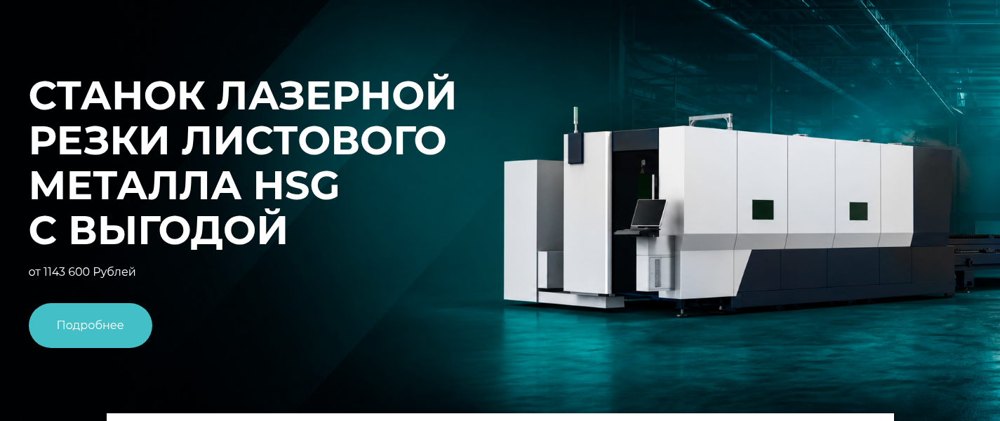 СТАНОК ЛАЗЕРНОЙ
РЕЗКИ ЛИСТОВОГО
МЕТАЛЛА HSG
С ВЫГОДОЙ
от 1143 600 Рублей
Подробнее